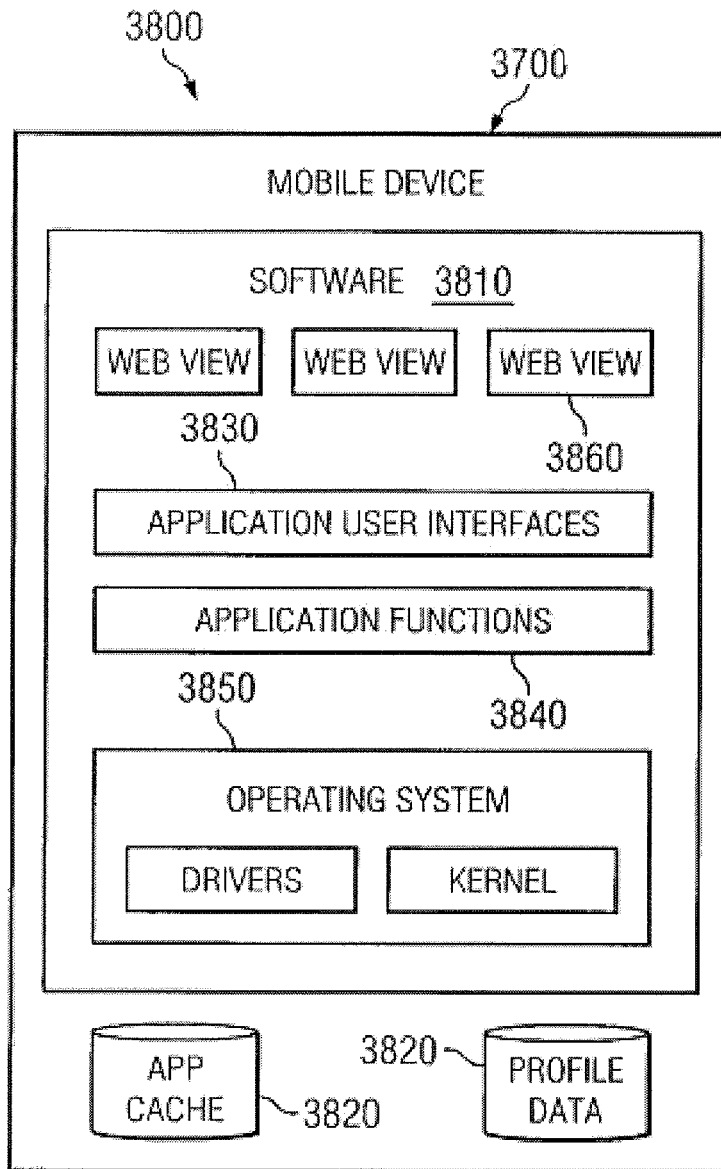 3800
3700
MOBILE DEVICE
SOFTWARE 3810
WEB VIEW WEB VIEW WEB VIEW
3830
3860
APPLICATION USER INTERFACES
APPLICATION FUNCTIONS
3850
3840
OPERATING SYSTEM
DRIVERS KERNEL
APP
CACHE
3820
3820
PROFILE
DATA